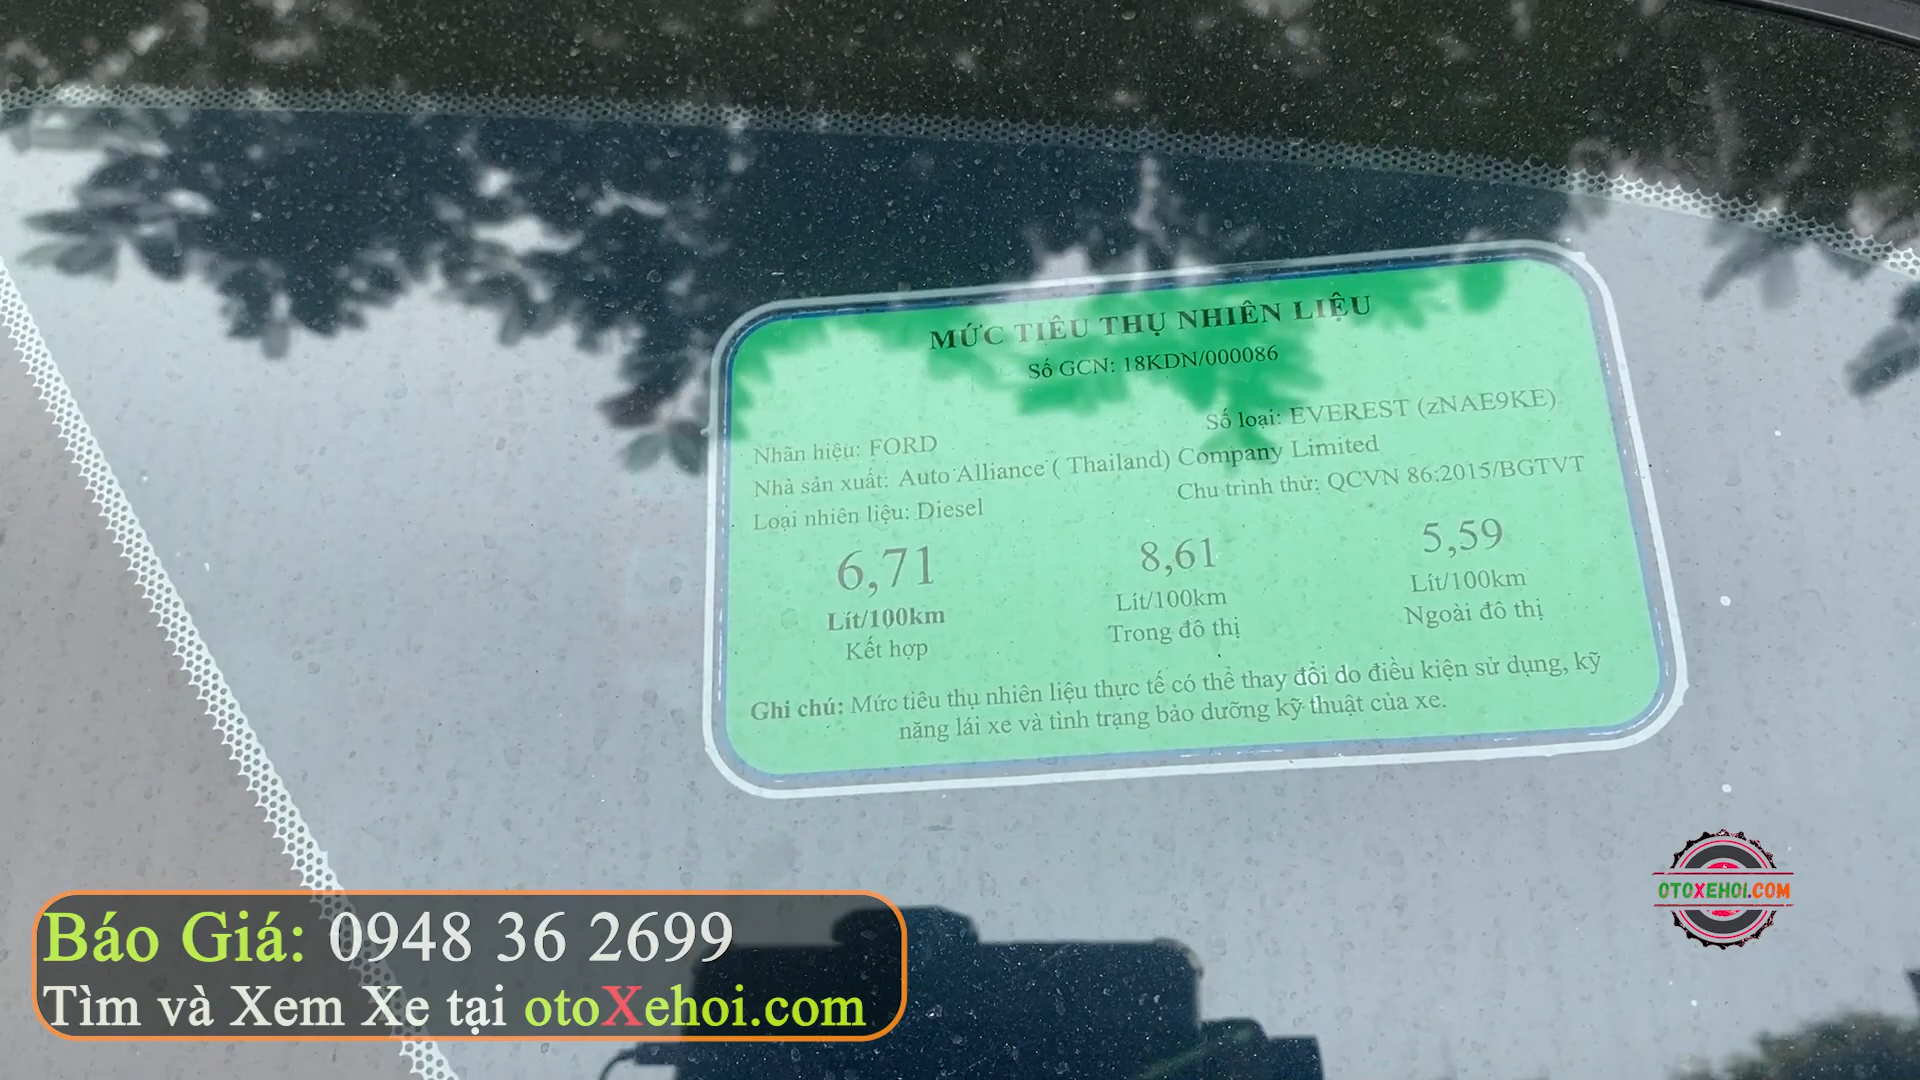 MỨC TIÊU THỤ NHIÊN LIỆU
Số GCN: 18KDN/000086
Nhãn hiệu: FORD
Số loại: EVEREST (zNAE9KE)
Nhà sản xuất: Auto Alliance ( Thailand) Company Limited
Loại nhiên liệu: Diesel
Chu trình thử: QCVN 86:2015/BGTVT
6,71
8,61
5,59
Lít/100km
Lít/100km
Lít/100km
Kết hợp
Trong đô thị
Ngoài đô thị
Ghi chú: Mức tiêu thụ nhiên liệu thực tế có thể thay đổi do điều kiện sử dụng, kỹ
năng lái xe và tình trạng bảo dưỡng kỹ thuật của xe.
OTOXEHOI.COM
Báo Giá: 0948 36 2699
Tìm và Xem Xe tại otoXehoi.com